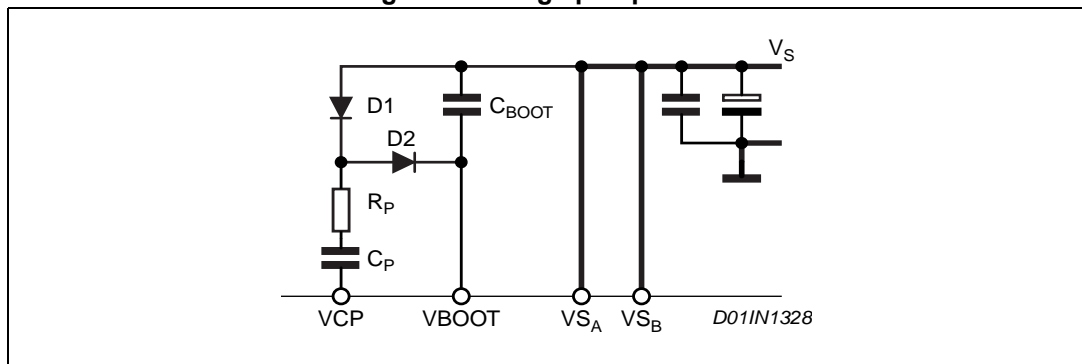 V_S
D1
C_BOOT
D2
R_P
C_P
VCP
VBOOT
VS_A
VS_B
D01IN1328